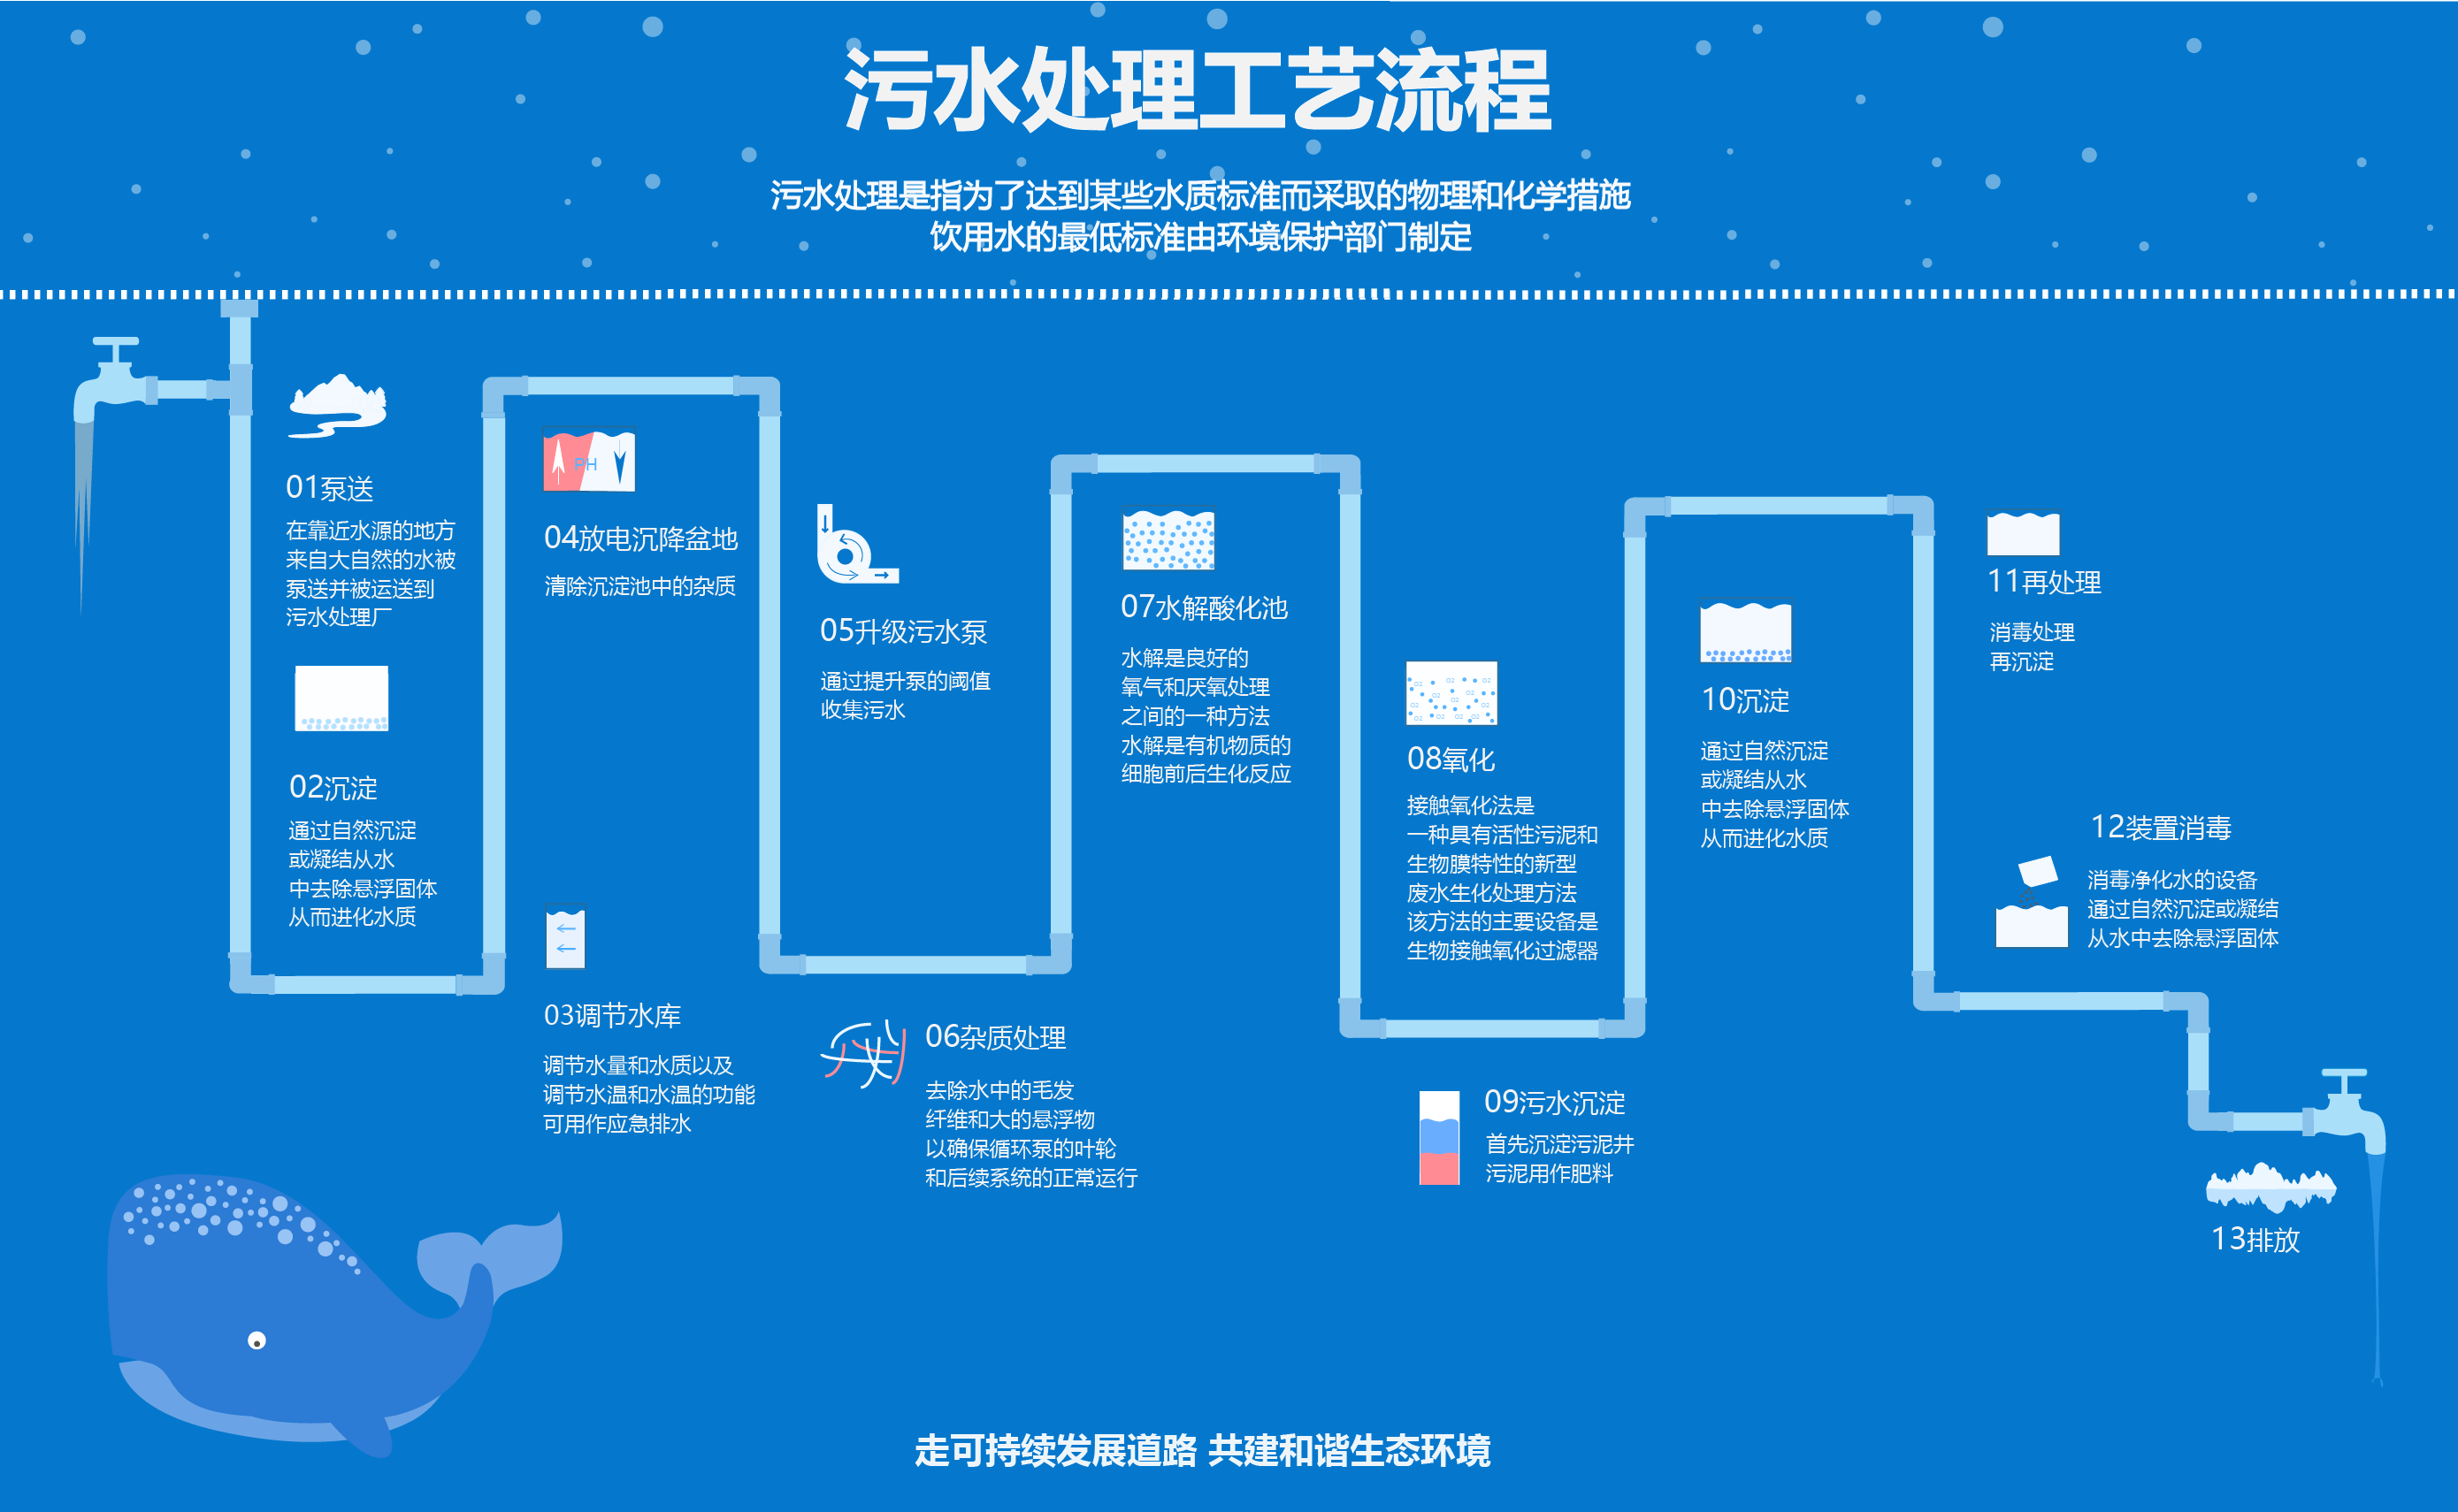 污水处理工艺流程
污水处理是指为了达到某些水质标准而采取的物理和化学措施
饮用水的最低标准由环境保护部门制定
01泵送
在靠近水源的地方
来自大自然的水被
泵送并被运送到
污水处理厂
02沉淀
通过自然沉淀
或凝结从水
中去除悬浮固体
从而进化水质
03调节水库
调节水量和水质以及
调节水温和水温的功能
可用作应急排水
PH
04放电沉降盆地
清除沉淀池中的杂质
05升级污水泵
通过提升泵的阈值
收集污水
06杂质处理
去除水中的毛发
纤维和大的悬浮物
以确保循环泵的叶轮
和后续系统的正常运行
07水解酸化池
水解是良好的
氧气和厌氧处理
之间的一种方法
水解是有机物质的
细胞前后生化反应
O2 O2 O2
O2 O2
O2 O2 O2
O2 O2 O2 O2
08氧化
接触氧化法是
一种具有活性污泥和
生物膜特性的新型
废水生化处理方法
该方法的主要设备是
生物接触氧化过滤器
09污水沉淀
首先沉淀污泥井
污泥用作肥料
10沉淀
通过自然沉淀
或凝结从水
中去除悬浮固体
从而进化水质
11再处理
消毒处理
再沉淀
12装置消毒
消毒净化水的设备
通过自然沉淀或凝结
从水中去除悬浮固体
13排放
走可持续发展道路 共建和谐生态环境